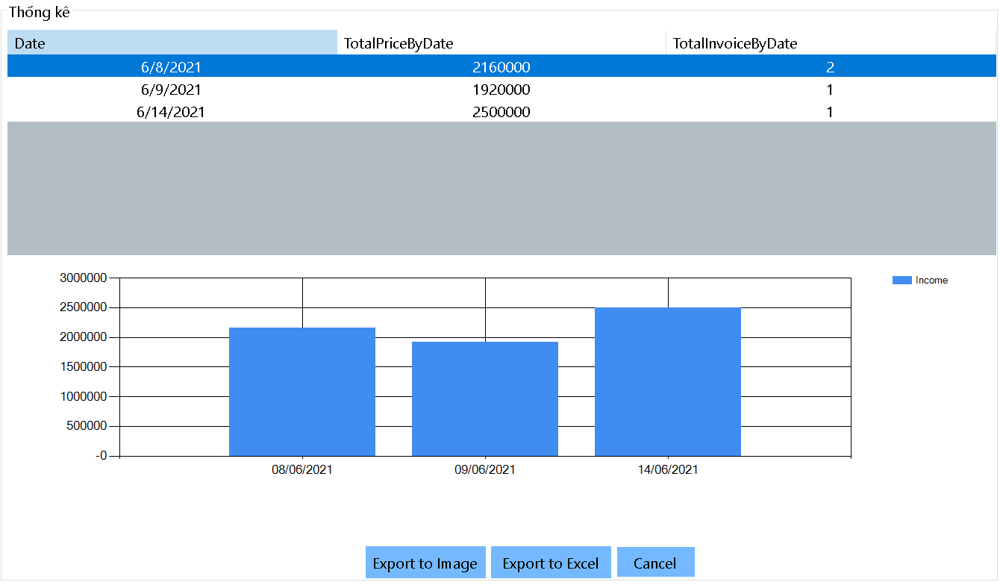 Thống kê
Date TotalPriceByDate TotalInvoiceByDate
6/8/2021 2160000 2
6/9/2021 1920000 1
6/14/2021 2500000 1
3000000
2500000
2000000
1500000
1000000
500000
-0
08/06/2021 09/06/2021 14/06/2021
Income
Export to Image Export to Excel Cancel